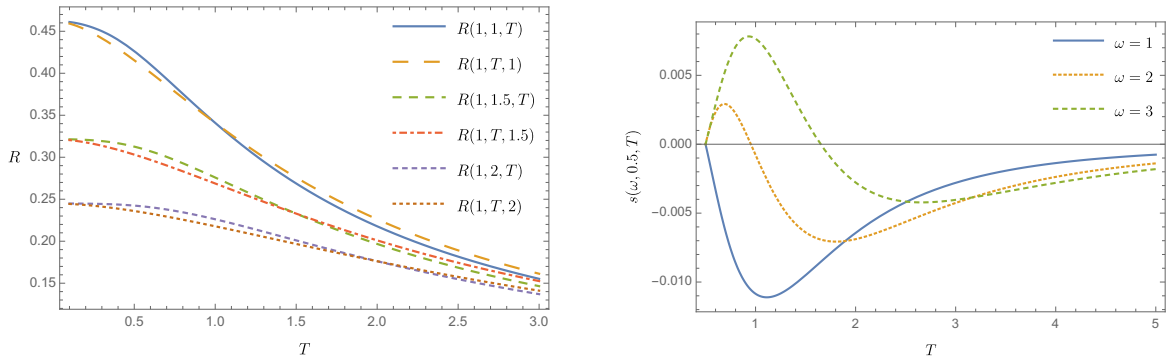 0.45
0.40
0.35
0.30
0.25
0.20
0.15
R
0.5
1.0
1.5
2.0
2.5
3.0
T
R(1,1,T)
R(1,T,1)
R(1,1.5,T)
R(1,T,1.5)
R(1,2,T)
R(1,T,2)
0.005
0.000
−0.005
−0.010
s(ω,0.5,T)
1
2
3
4
5
T
ω = 1
ω = 2
ω = 3